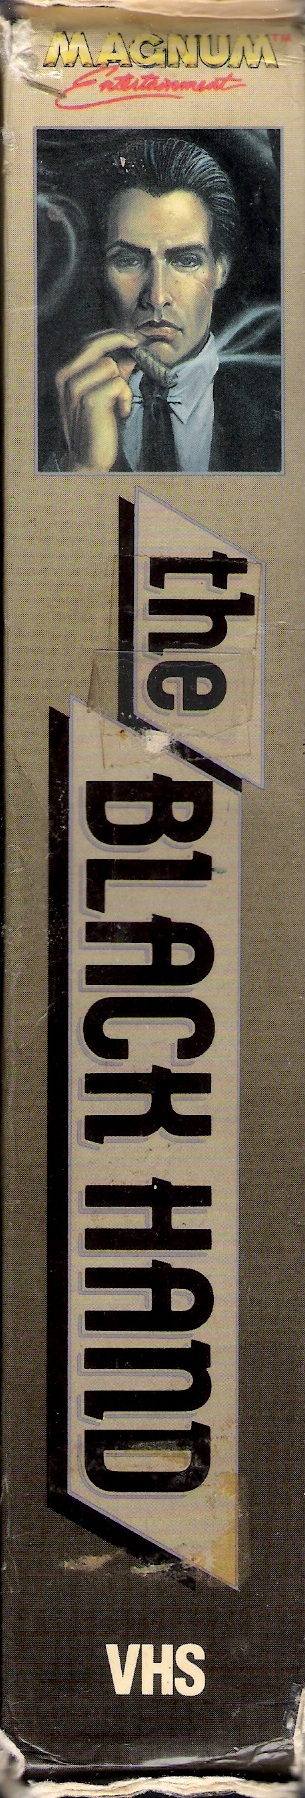 MAGNUM™
Entertainment
the
BLACK HAND
VHS